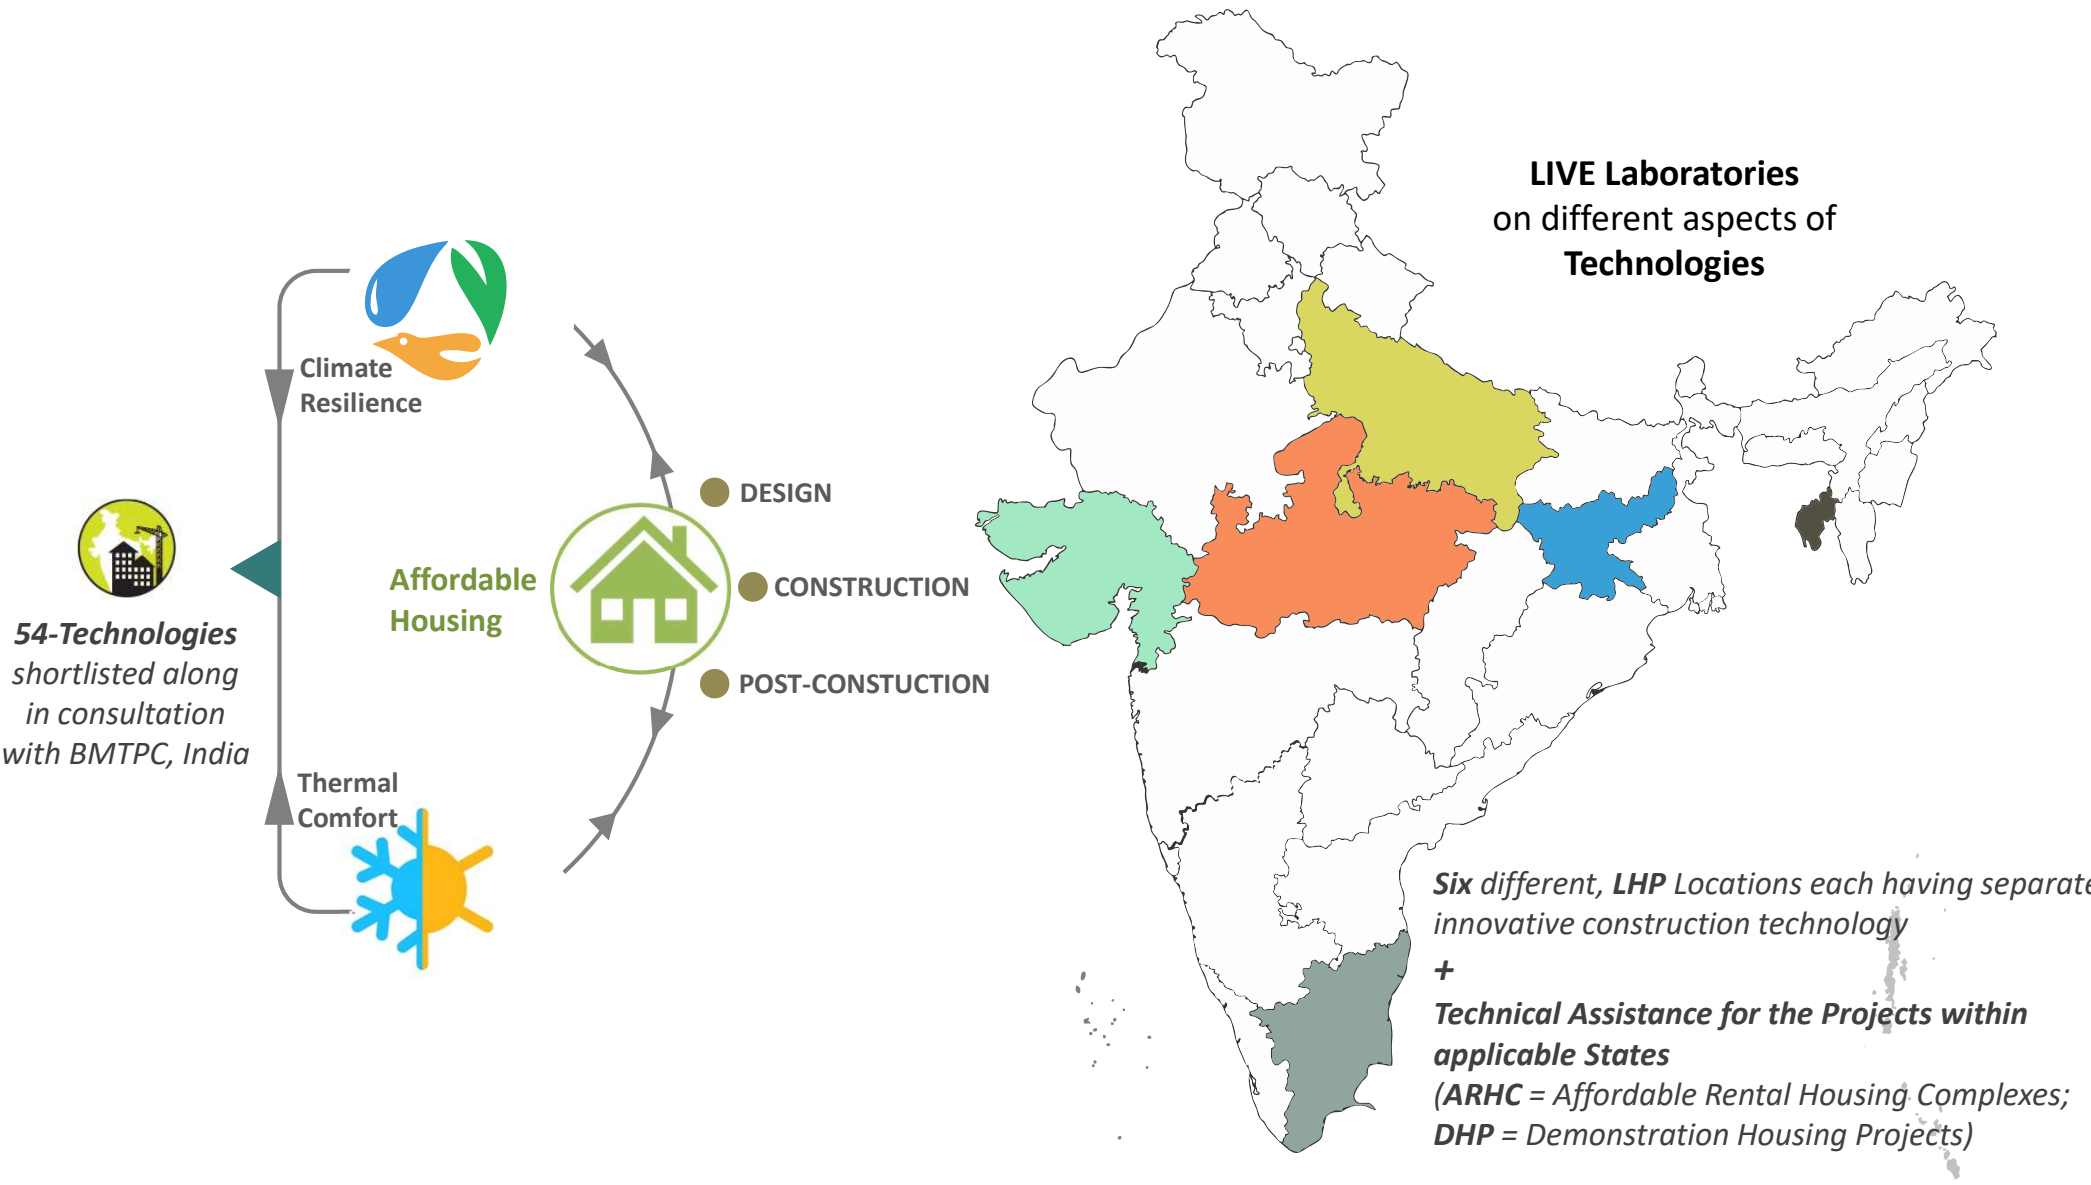 LIVE Laboratories
on different aspects of
Technologies
Climate
Resilience
DESIGN
Affordable
Housing
CONSTRUCTION
54-Technologies
shortlisted along
in consultation
with BMTPC, India
POST-CONSTUCTION
Thermal
Comfort
Six different, LHP Locations each having separate
innovative construction technology
+
Technical Assistance for the Projects within
applicable States
(ARHC = Affordable Rental Housing Complexes;
DHP = Demonstration Housing Projects)